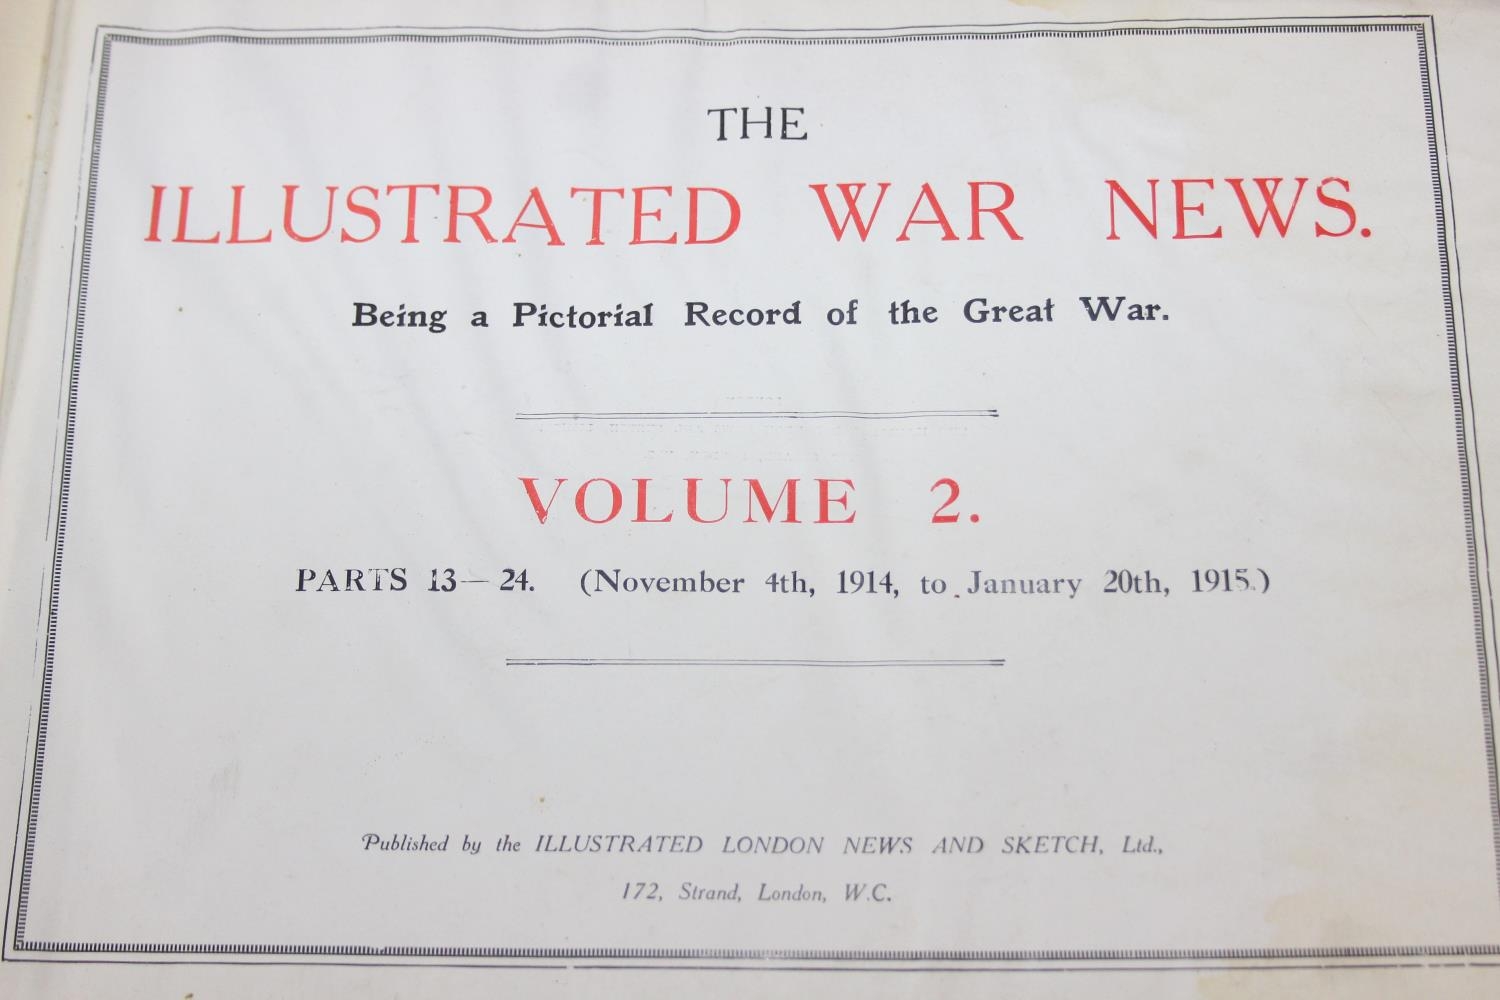 THE
ILLUSTRATED WAR NEWS.
Being a Pictorial Record of the Great War.
VOLUME 2.
PARTS 13—24. (November 4th, 1914, to January 20th, 1915.)
Published by the ILLUSTRATED LONDON NEWS AND SKETCH, Ltd.,
172, Strand, London, W.C.